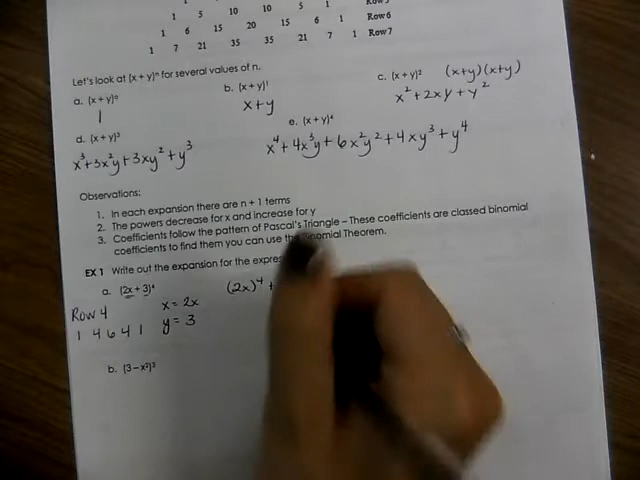 1 5 10 10 5 1 Row5
1 6 15 20 15 6 1 Row6
1 7 21 35 35 21 7 1 Row7
Let's look at (x + y)ⁿ for several values of n.
a. (x + y)⁰ b. (x + y)¹ c. (x + y)² (x+y)(x+y)
1 x+y x²+2xy+y²
d. (x + y)³ e. (x + y)⁴
x³+3x²y+3xy²+y³ x⁴+4x³y+6x²y²+4xy³+y⁴
Observations:
1. In each expansion there are n + 1 terms
2. The powers decrease for x and increase for y
3. Coefficients follow the pattern of Pascal's Triangle – These coefficients are classed binomial
coefficients to find them you can use the Binomial Theorem.
EX 1 Write out the expansion for the
a. (2x + 3)⁴ (2x)⁴ +
Row 4 x = 2x
1 4 6 4 1 y = 3
b. (3 – x²)⁵